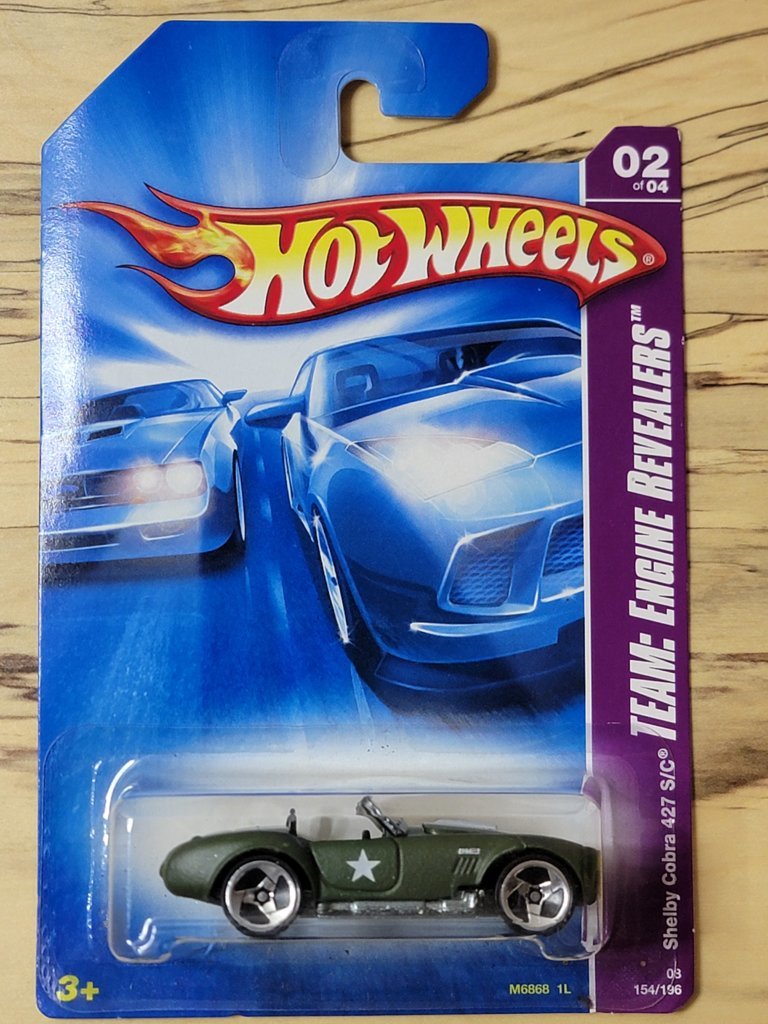 02
of 04
HOT WHEELS®
TEAM: ENGINE REVEALERS™
Shelby Cobra 427 S/C®
3+
M6868 1L
08
154/196